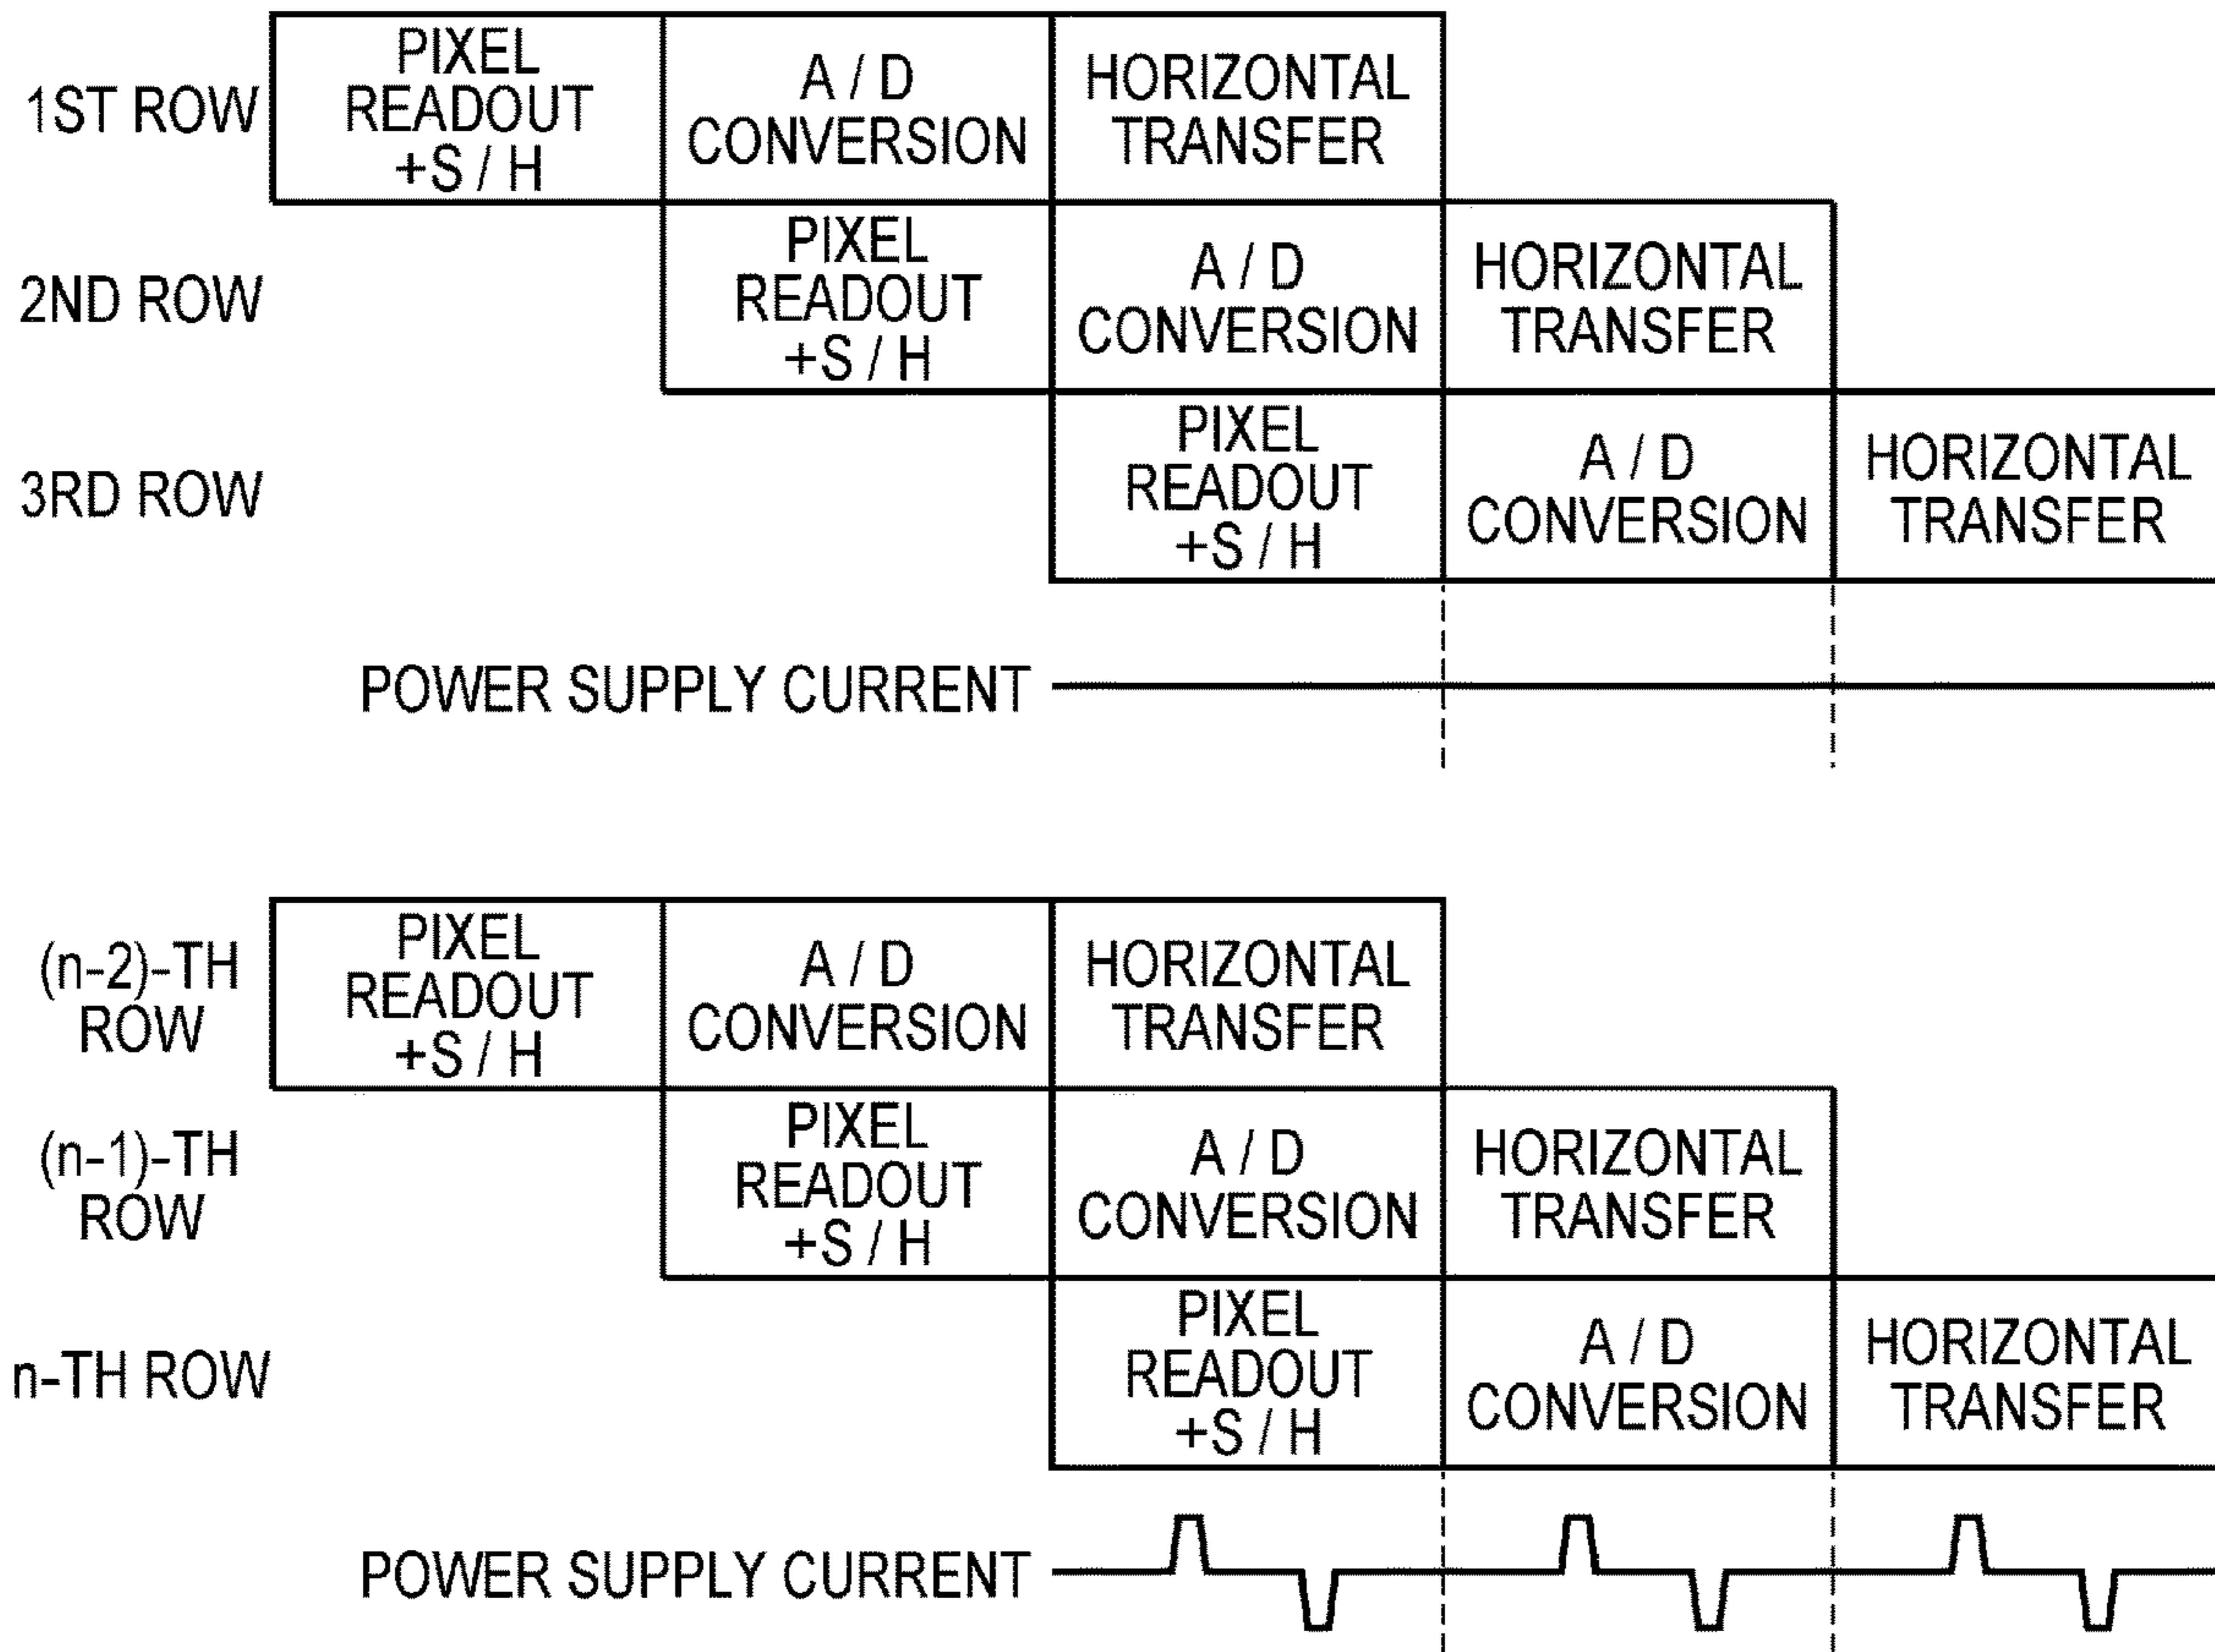 1ST ROW
PIXEL
READOUT
+S / H
A / D
CONVERSION
HORIZONTAL
TRANSFER
2ND ROW
PIXEL
READOUT
+S / H
A / D
CONVERSION
HORIZONTAL
TRANSFER
3RD ROW
PIXEL
READOUT
+S / H
A / D
CONVERSION
HORIZONTAL
TRANSFER
POWER SUPPLY CURRENT
(n-2)-TH
ROW
PIXEL
READOUT
+S / H
A / D
CONVERSION
HORIZONTAL
TRANSFER
(n-1)-TH
ROW
PIXEL
READOUT
+S / H
A / D
CONVERSION
HORIZONTAL
TRANSFER
n-TH ROW
PIXEL
READOUT
+S / H
A / D
CONVERSION
HORIZONTAL
TRANSFER
POWER SUPPLY CURRENT